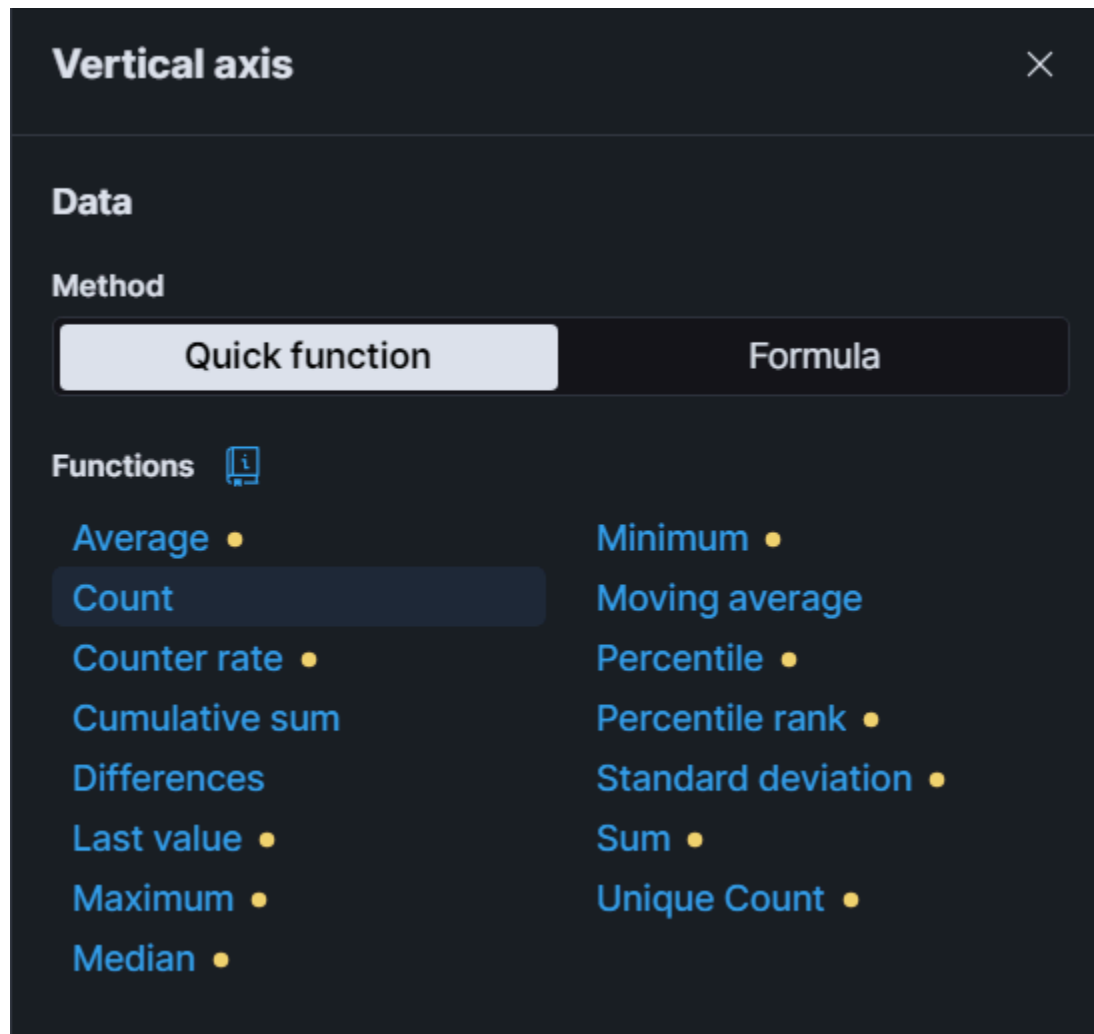 Vertical axis
Data
Method
Quick function
Formula
Functions
Average
Count
Counter rate
Cumulative sum
Differences
Last value
Maximum
Median
Minimum
Moving average
Percentile
Percentile rank
Standard deviation
Sum
Unique Count